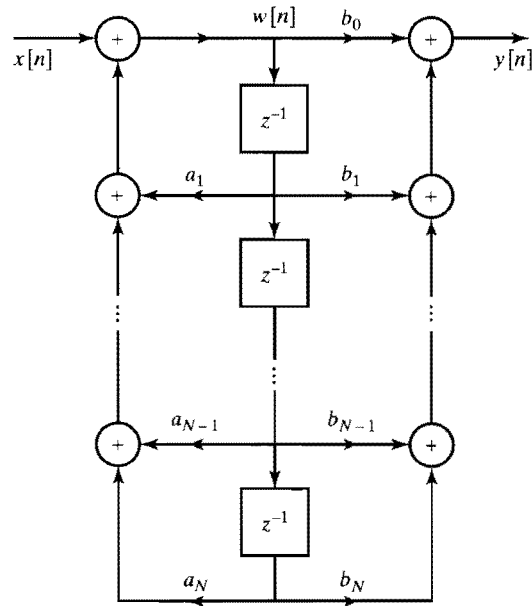 w[n] b₀
+ +
x[n] y[n]
z⁻¹
a₁ b₁
+ +
z⁻¹
⋮ ⋮ ⋮
a_{N-1} b_{N-1}
+ +
z⁻¹
a_N b_N